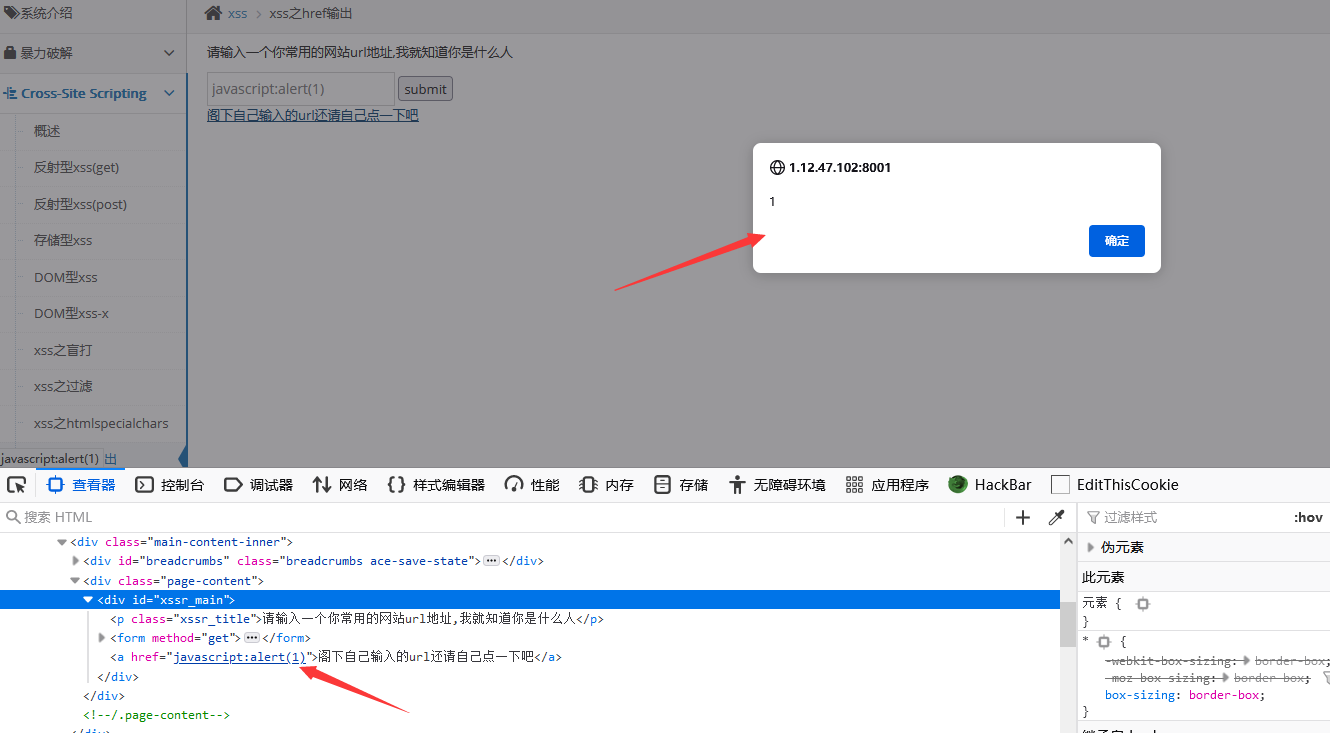 系统介绍
xss > xss之href输出
暴力破解
请输入一个你常用的网站url地址,我就知道你是什么人
Cross-Site Scripting
javascript:alert(1) submit
阁下自己输入的url还请自己点一下吧
概述
反射型xss(get)
反射型xss(post)
存储型xss
DOM型xss
DOM型xss-x
xss之盲打
xss之过滤
xss之htmlspecialchars
javascript:alert(1) 出
1.12.47.102:8001
1
确定
查看器 控制台 调试器 网络 样式编辑器 性能 内存 存储 无障碍环境 应用程序 HackBar EditThisCookie
搜索 HTML
<div class="main-content-inner">
<div id="breadcrumbs" class="breadcrumbs ace-save-state">···</div>
<div class="page-content">
<div id="xssr_main">
<p class="xssr_title">请输入一个你常用的网站url地址,我就知道你是什么人</p>
<form method="get">···</form>
<a href="javascript:alert(1)">阁下自己输入的url还请自己点一下吧</a>
</div>
</div>
<!--/.page-content-->
</div>
过滤样式 :hov
伪元素
此元素
元素 {
}
* {
-webkit-box-sizing: border-box;
-moz-box-sizing: border-box;
box-sizing: border-box;
}